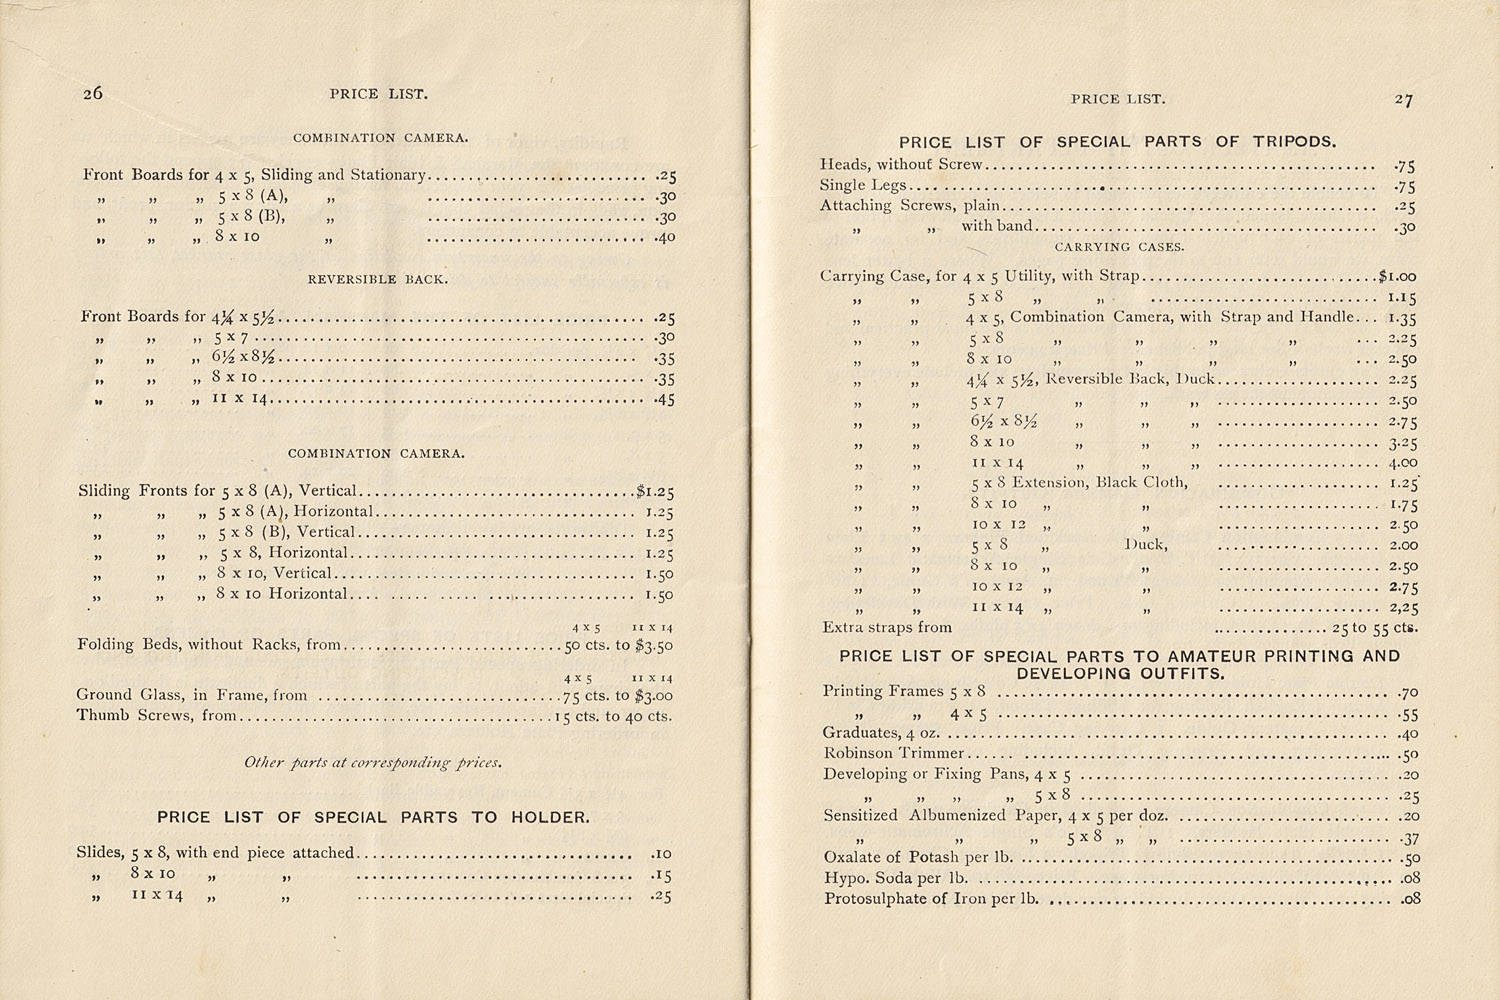 26
PRICE LIST.
COMBINATION CAMERA.
Front Boards for 4 x 5, Sliding and Stationary .25
„ „ „ 5 x 8 (A), „ .30
„ „ „ 5 x 8 (B), „ .30
„ „ „ 8 x 10 „ .40
REVERSIBLE BACK.
Front Boards for 4¼ x 5½ .25
„ „ „ 5 x 7 .30
„ „ „ 6½ x 8½ .35
„ „ „ 8 x 10 .35
„ „ „ 11 x 14 .45
COMBINATION CAMERA.
Sliding Fronts for 5 x 8 (A), Vertical $1.25
„ „ „ 5 x 8 (A), Horizontal 1.25
„ „ „ 5 x 8 (B), Vertical 1.25
„ „ „ 5 x 8, Horizontal 1.25
„ „ „ 8 x 10, Vertical 1.50
„ „ „ 8 x 10 Horizontal 1.50
4 x 5 11 x 14
Folding Beds, without Racks, from 50 cts. to $3.50
4 x 5 11 x 14
Ground Glass, in Frame, from 75 cts. to $3.00
Thumb Screws, from 15 cts. to 40 cts.
Other parts at corresponding prices.
PRICE LIST OF SPECIAL PARTS TO HOLDER.
Slides, 5 x 8, with end piece attached .10
„ 8 x 10 „ „ .15
„ 11 x 14 „ „ .25
PRICE LIST.
27
PRICE LIST OF SPECIAL PARTS OF TRIPODS.
Heads, without Screw .75
Single Legs .75
Attaching Screws, plain .25
„ „ with band .30
CARRYING CASES.
Carrying Case, for 4 x 5 Utility, with Strap $1.00
„ „ 5 x 8 „ „ 1.15
„ „ 4 x 5, Combination Camera, with Strap and Handle 1.35
„ „ 5 x 8 „ „ „ „ 2.25
„ „ 8 x 10 „ „ „ „ 2.50
„ „ 4¼ x 5½, Reversible Back, Duck 2.25
„ „ 5 x 7 „ „ „ 2.50
„ „ 6½ x 8½ „ „ „ 2.75
„ „ 8 x 10 „ „ „ 3.25
„ „ 11 x 14 „ „ „ 4.00
„ „ 5 x 8 Extension, Black Cloth, 1.25
„ „ 8 x 10 „ „ 1.75
„ „ 10 x 12 „ „ 2.50
„ „ 5 x 8 „ Duck, 2.00
„ „ 8 x 10 „ „ 2.50
„ „ 10 x 12 „ „ 2.75
„ „ 11 x 14 „ „ 2,25
Extra straps from 25 to 55 cts.
PRICE LIST OF SPECIAL PARTS TO AMATEUR PRINTING AND
DEVELOPING OUTFITS.
Printing Frames 5 x 8 .70
„ „ 4 x 5 .55
Graduates, 4 oz. .40
Robinson Trimmer .50
Developing or Fixing Pans, 4 x 5 .20
„ „ „ „ 5 x 8 .25
Sensitized Albumenized Paper, 4 x 5 per doz. .20
„ „ „ 5 x 8 „ „ .37
Oxalate of Potash per lb. .50
Hypo. Soda per lb. .08
Protosulphate of Iron per lb. .08